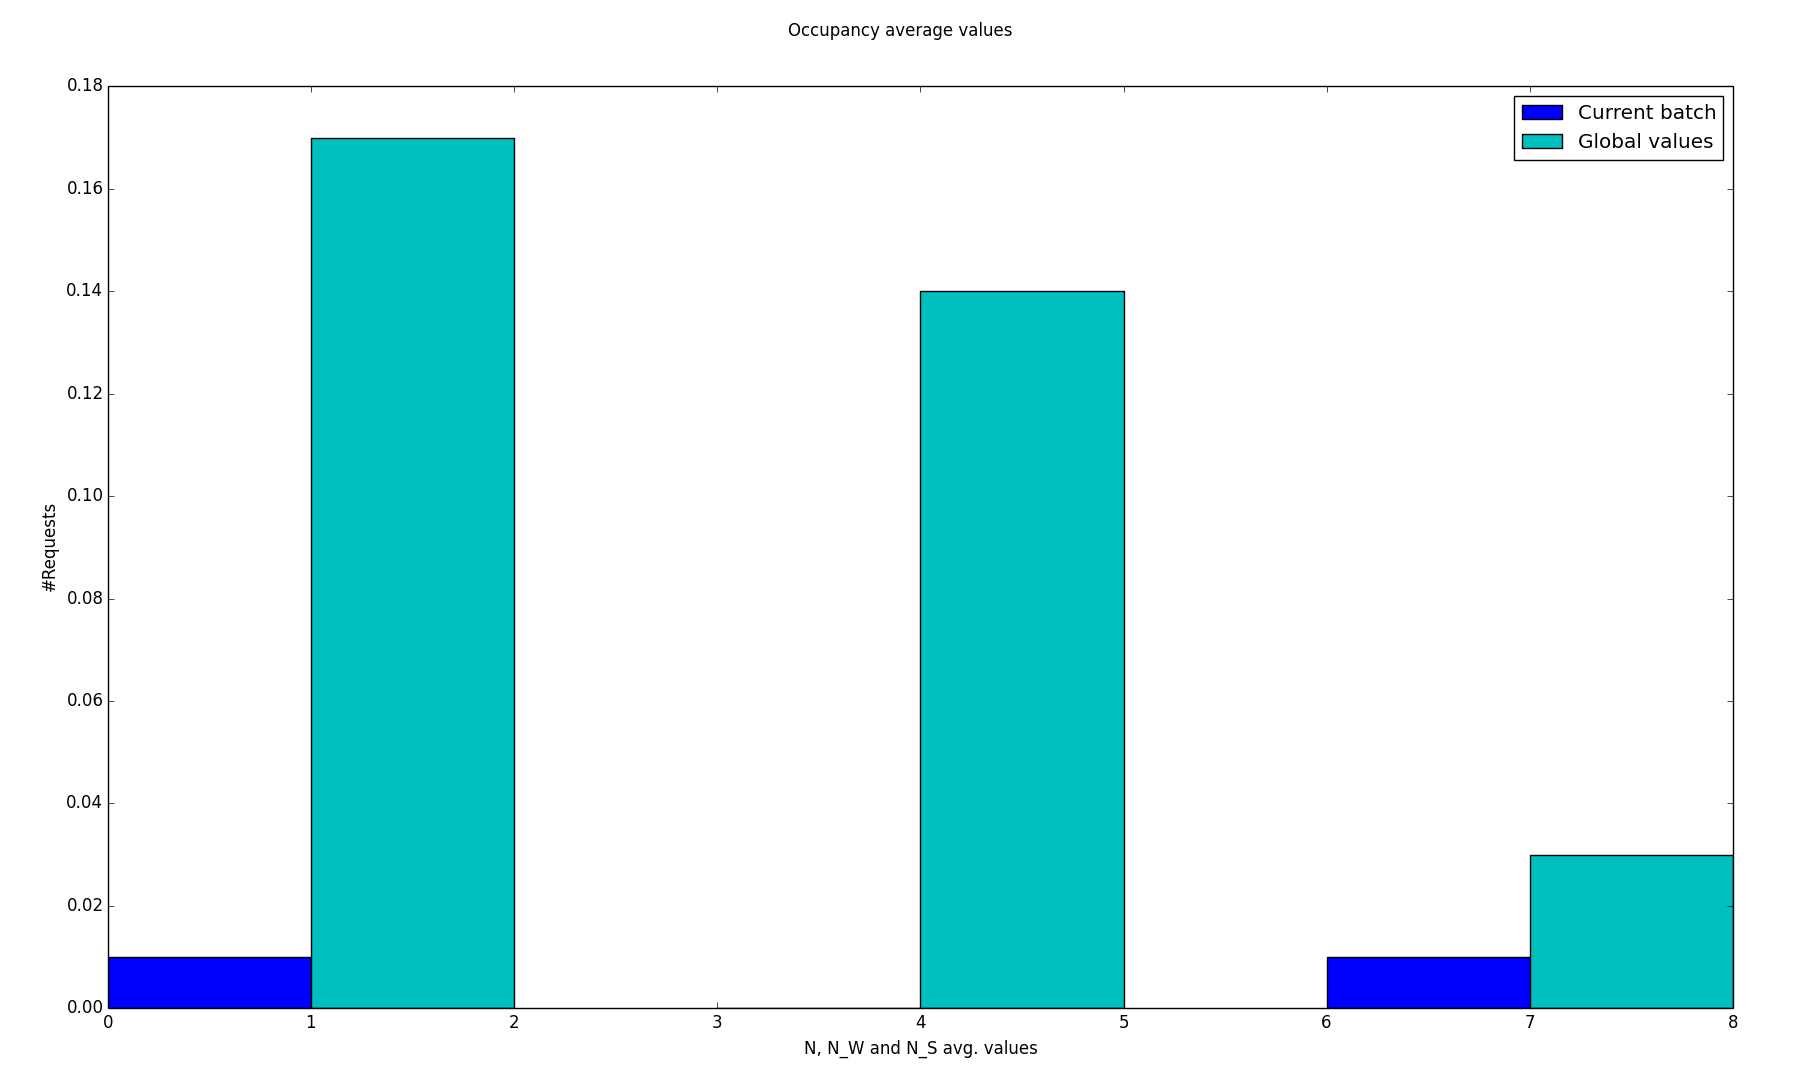 Occupancy average values
Current batch
Global values
0.18
0.16
0.14
0.12
0.10
0.08
0.06
0.04
0.02
0.00
#Requests
0 1 2 3 4 5 6 7 8
N, N_W and N_S avg. values